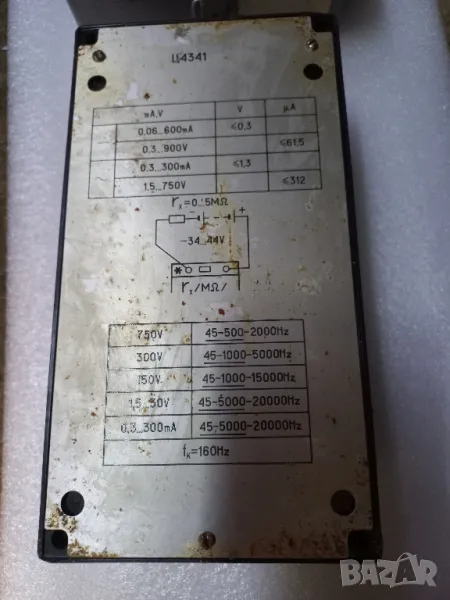 Ц4341
mA,V V μA
0,06...600mA ≤0,3
0,3...900V ≤61,5
0,3...300mA ≤1,3
1,5...750V ≤312
rx=0...5MΩ
− +
−34...44V
*
rx/MΩ/
750V 45-500-2000Hz
300V 45-1000-5000Hz
150V 45-1000-15000Hz
1,5...30V 45-5000-20000Hz
0,3...300mA 45-5000-20000Hz
fк=160Hz
BAZAR